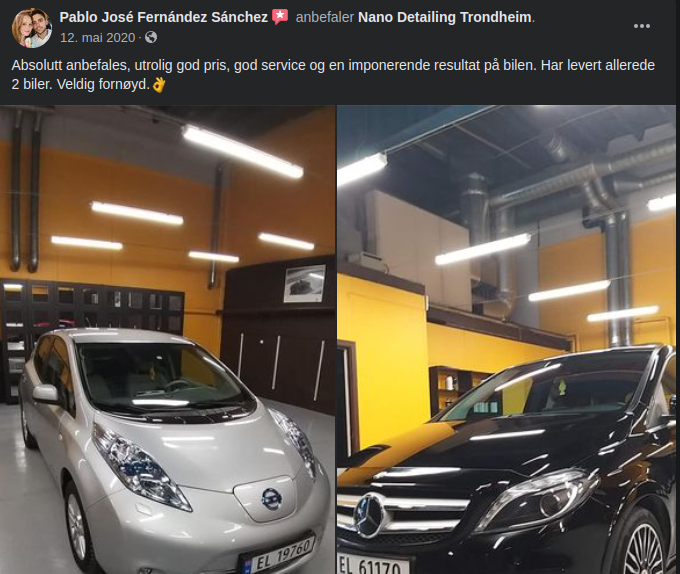 Pablo José Fernández Sánchez anbefaler Nano Detailing Trondheim.
12. mai 2020 ·
Absolutt anbefales, utrolig god pris, god service og en imponerende resultat på bilen. Har levert allerede
2 biler. Veldig fornøyd.👌
EL 19760
EL 61170